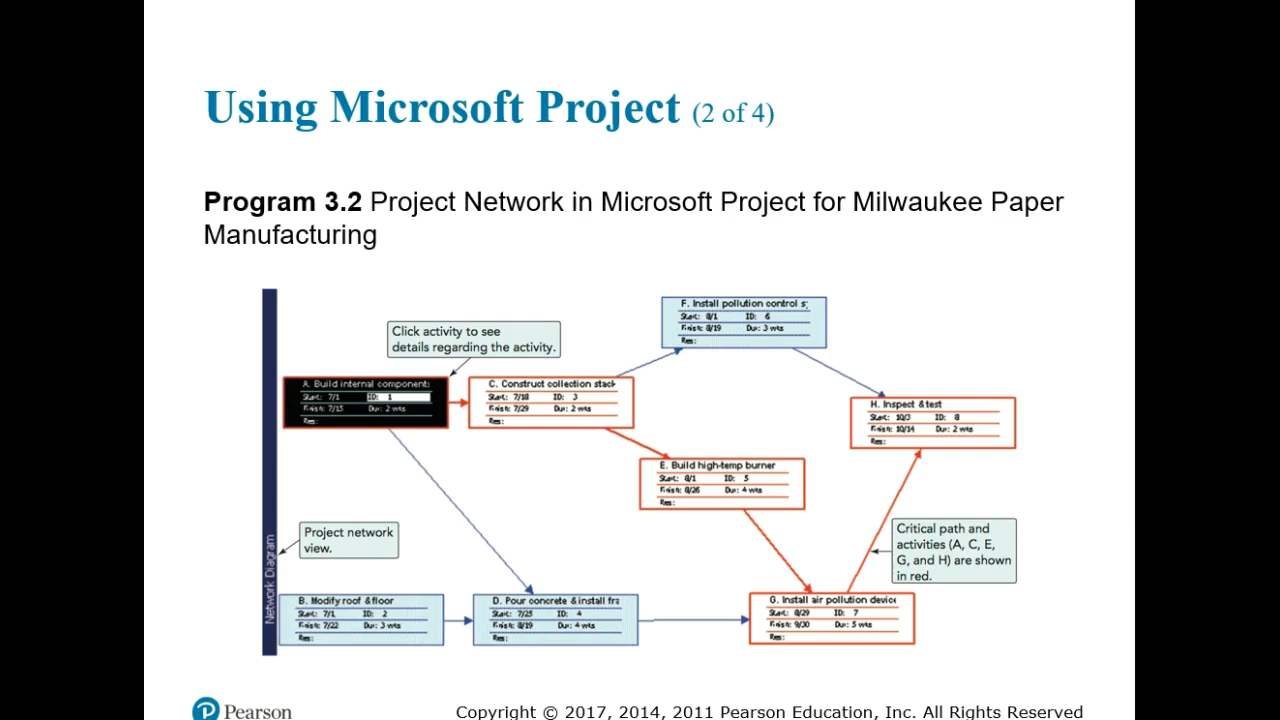 Using Microsoft Project (2 of 4)
Program 3.2 Project Network in Microsoft Project for Milwaukee Paper
Manufacturing
F. Install pollution control s
Start: 8/1 ID: 6
Finish: 8/19 Dur: 3 wks
Res:
Click activity to see
details regarding the activity.
A. Build internal component
Start: 7/1 ID: 1
Finish: 7/15 Dur: 2 wks
Res:
C. Construct collection stack
Start: 7/18 ID: 3
Finish: 7/29 Dur: 2 wks
Res:
H. Inspect & test
Start: 10/3 ID: 8
Finish: 10/14 Dur: 2 wks
Res:
E. Build high-temp burner
Start: 8/1 ID: 5
Finish: 8/26 Dur: 4 wks
Res:
Project network
view.
Critical path and
activities (A, C, E,
G, and H) are shown
in red.
Network Diagram
B. Modify roof & floor
Start: 7/1 ID: 2
Finish: 7/22 Dur: 3 wks
Res:
D. Pour concrete & install fra
Start: 7/25 ID: 4
Finish: 8/19 Dur: 4 wks
Res:
G. Install air pollution device
Start: 8/29 ID: 7
Finish: 9/30 Dur: 5 wks
Res:
Pearson
Copyright © 2017, 2014, 2011 Pearson Education, Inc. All Rights Reserved